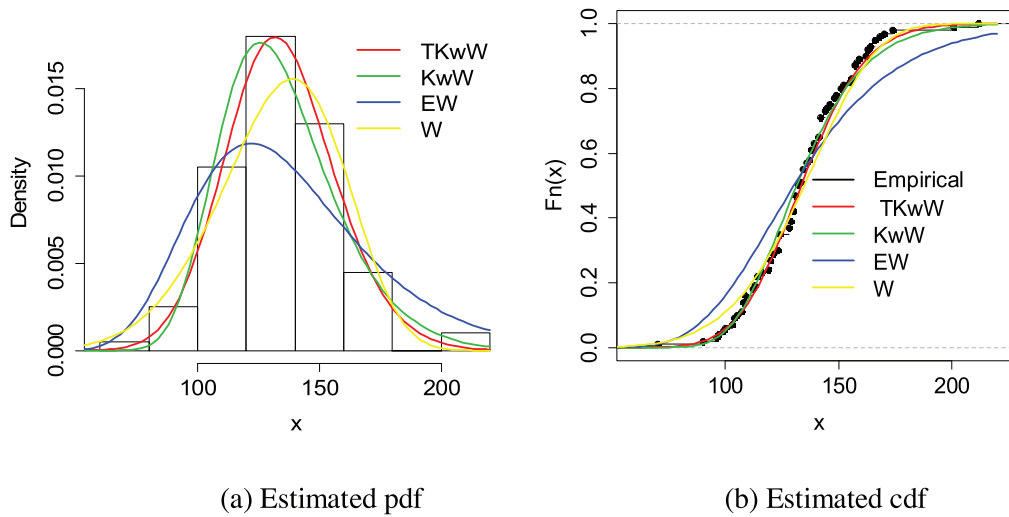 TKwW
KwW
EW
W
Density
0.000
0.005
0.010
0.015
100
150
200
x
(a) Estimated pdf
Fn(x)
0.0
0.2
0.4
0.6
0.8
1.0
Empirical
TKwW
KwW
EW
W
100
150
200
x
(b) Estimated cdf